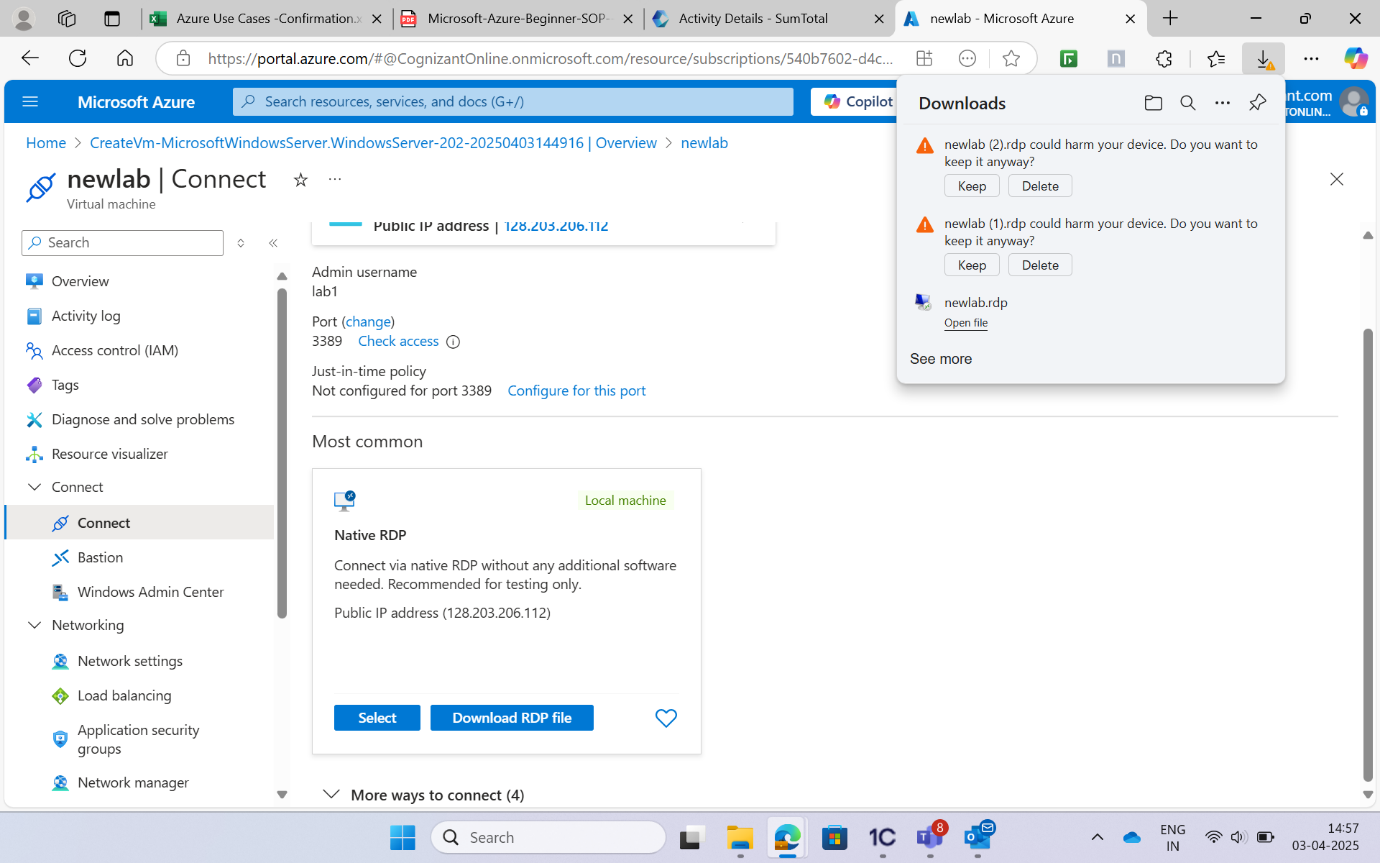 Azure Use Cases -Confirmation.x
Microsoft-Azure-Beginner-SOP-
Activity Details - SumTotal
newlab - Microsoft Azure
https://portal.azure.com/#@CognizantOnline.onmicrosoft.com/resource/subscriptions/540b7602-d4c...
Microsoft Azure
Search resources, services, and docs (G+/)
Copilot
nt.com
TONLIN...
Home > CreateVm-MicrosoftWindowsServer.WindowsServer-202-20250403144916 | Overview > newlab
newlab | Connect
Virtual machine
Search
Overview
Activity log
Access control (IAM)
Tags
Diagnose and solve problems
Resource visualizer
Connect
Connect
Bastion
Windows Admin Center
Networking
Network settings
Load balancing
Application security
groups
Network manager
Public IP address | 128.203.206.112
Admin username
lab1
Port (change)
3389 Check access
Just-in-time policy
Not configured for port 3389 Configure for this port
Most common
Local machine
Native RDP
Connect via native RDP without any additional software
needed. Recommended for testing only.
Public IP address (128.203.206.112)
Select
Download RDP file
More ways to connect (4)
Downloads
newlab (2).rdp could harm your device. Do you want to
keep it anyway?
Keep
Delete
newlab (1).rdp could harm your device. Do you want to
keep it anyway?
Keep
Delete
newlab.rdp
Open file
See more
Search
1C
8
ENG
IN
14:57
03-04-2025